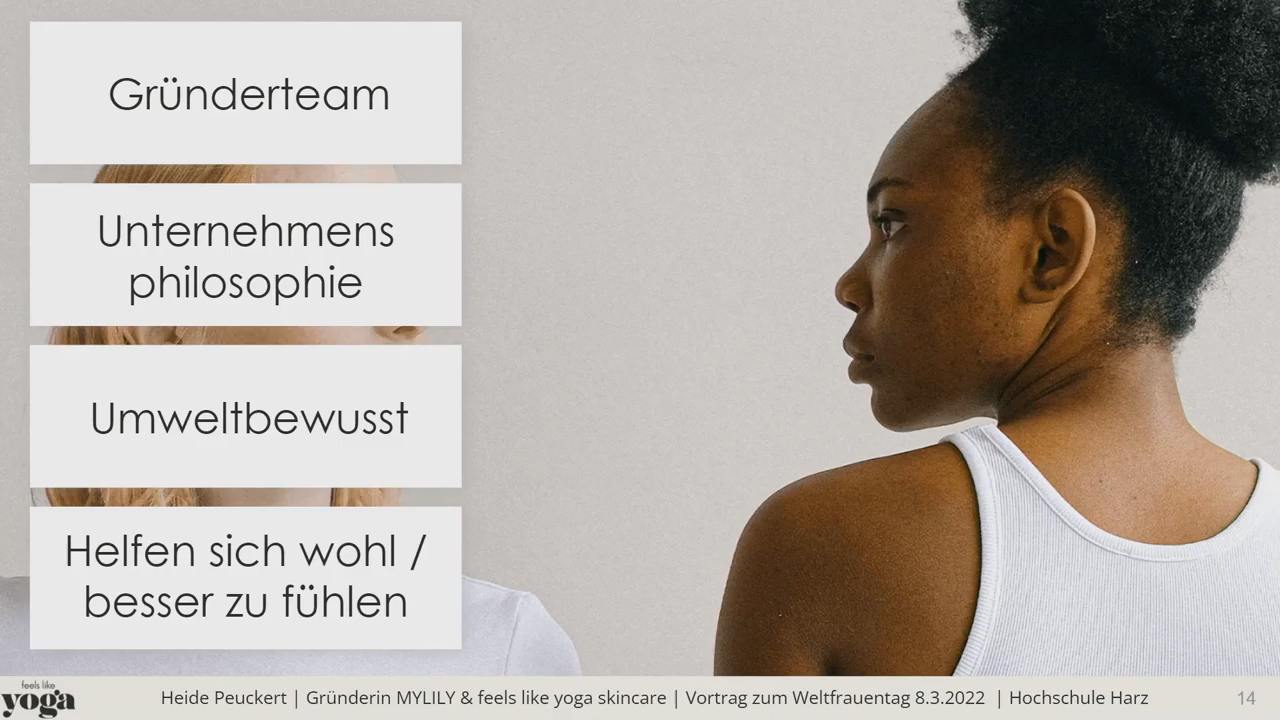 Gründerteam
Unternehmens
philosophie
Umweltbewusst
Helfen sich wohl /
besser zu fühlen
feels like
yoga
Heide Peuckert | Gründerin MYLILY & feels like yoga skincare | Vortrag zum Weltfrauentag 8.3.2022 | Hochschule Harz
14